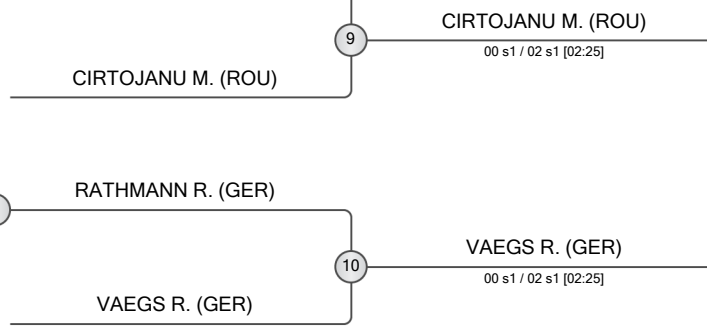 CIRTOJANU M. (ROU)
9
00 s1 / 02 s1 [02:25]
CIRTOJANU M. (ROU)
RATHMANN R. (GER)
VAEGS R. (GER)
10
00 s1 / 02 s1 [02:25]
VAEGS R. (GER)